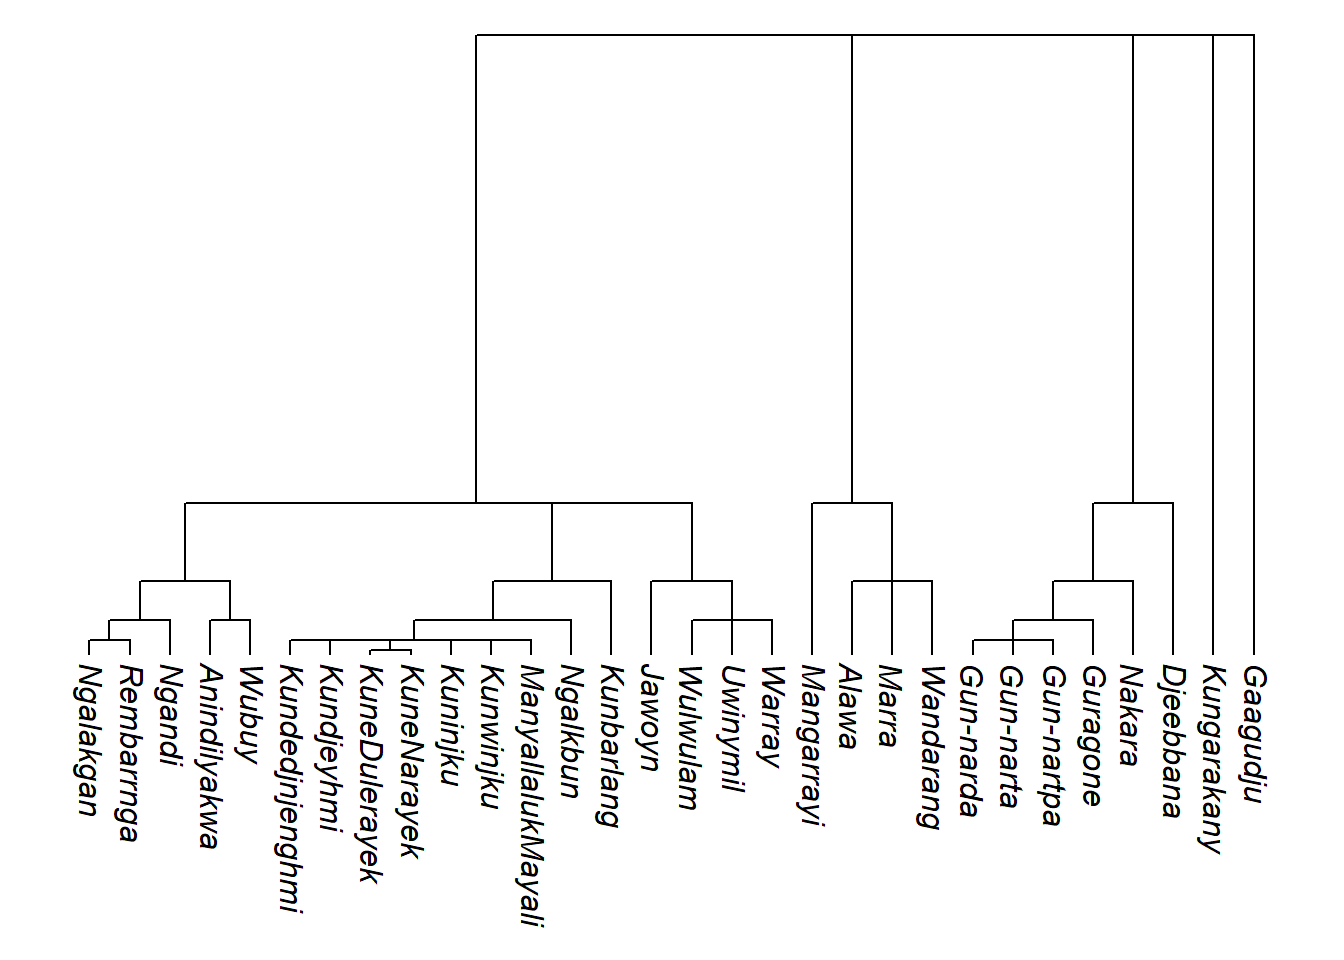 Ngalakgan
Rembarrnga
Ngandi
Anindilyakwa
Wubuy
Kundedjnjenghmi
Kundjeyhmi
KuneDulerayek
KuneNarayek
Kuninjku
Kunwinjku
ManyallalukMayali
Ngalkbun
Kunbarlang
Jawoyn
Wulwulam
Uwinymil
Warray
Mangarrayi
Alawa
Marra
Wandarang
Gun-narda
Gun-narta
Gun-nartpa
Guragone
Nakara
Djeebbana
Kungarakany
Gaagudju